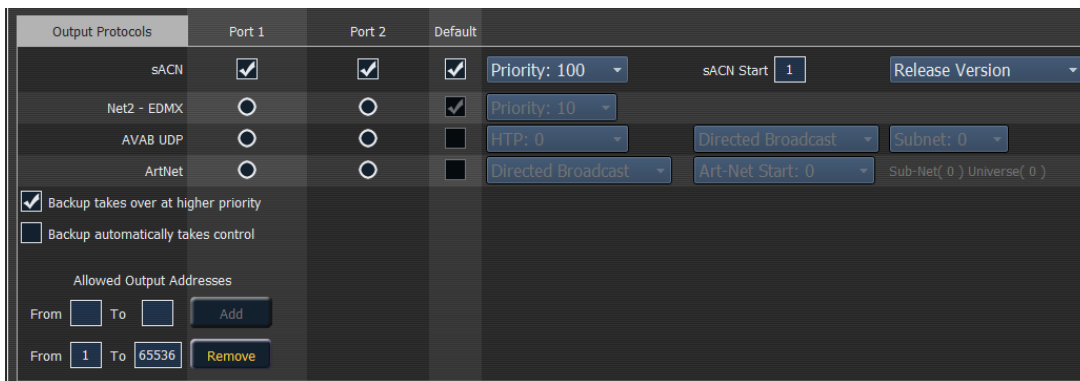 Output Protocols Port 1 Port 2 Default
sACN Priority: 100 sACN Start 1 Release Version
Net2 - EDMX Priority: 10
AVAB UDP HTP: 0 Directed Broadcast Subnet: 0
ArtNet Directed Broadcast Art-Net Start: 0 Sub-Net( 0 ) Universe( 0 )
Backup takes over at higher priority
Backup automatically takes control
Allowed Output Addresses
From To Add
From 1 To 65536 Remove